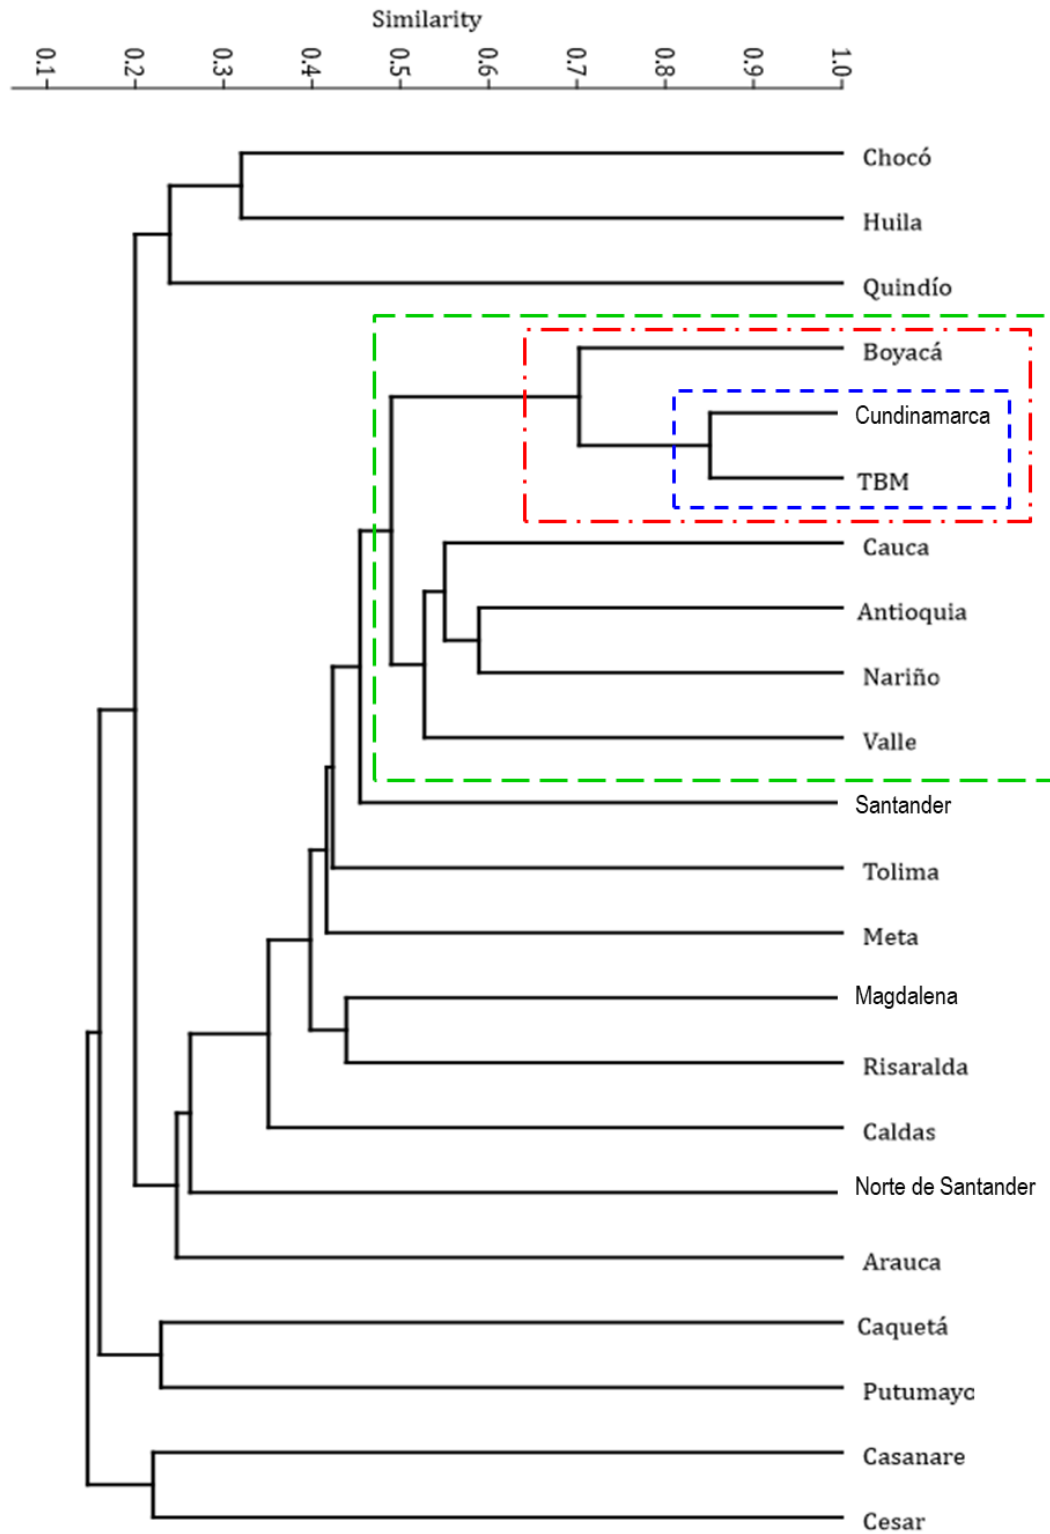 Similarity
0.1 0.2 0.3 0.4 0.5 0.6 0.7 0.8 0.9 1.0
Chocó
Huila
Quindío
Boyacá
Cundinamarca
TBM
Cauca
Antioquia
Nariño
Valle
Santander
Tolima
Meta
Magdalena
Risaralda
Caldas
Norte de Santander
Arauca
Caquetá
Putumayo
Casanare
Cesar